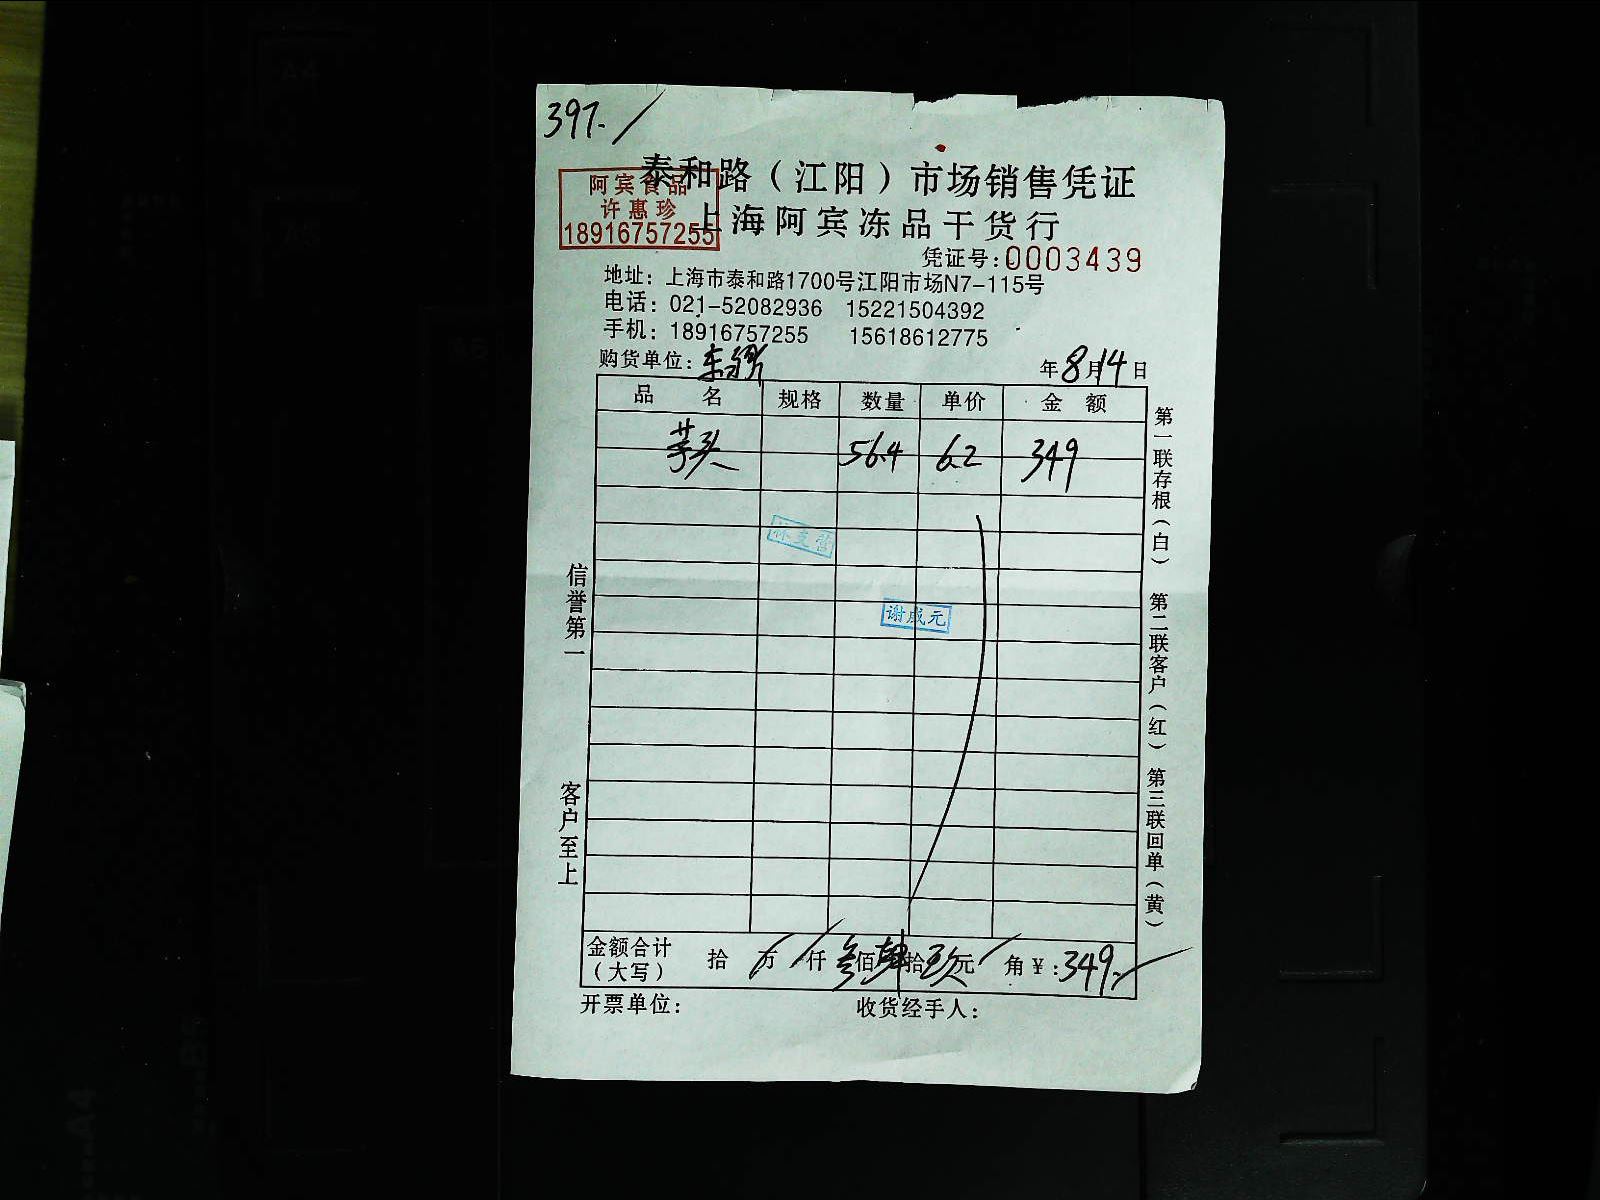 397.
泰和路（江阳）市场销售凭证
阿宾食品
许惠珍
18916757255
上海阿宾冻品干货行
凭证号:0003439
地址：上海市泰和路1700号江阳市场N7-115号
电话：021-52082936 15221504392
手机：18916757255 15618612775
购货单位：
年8月14日
品名 规格 数量 单价 金额
芋头 56.4 6.2 349
谢成元
信誉第一
客户至上
第一联存根（白） 第二联客户（红） 第三联回单（黄）
金额合计（大写） 拾 万 仟 叁佰肆拾玖元 角 ￥:349.
开票单位： 收货经手人：